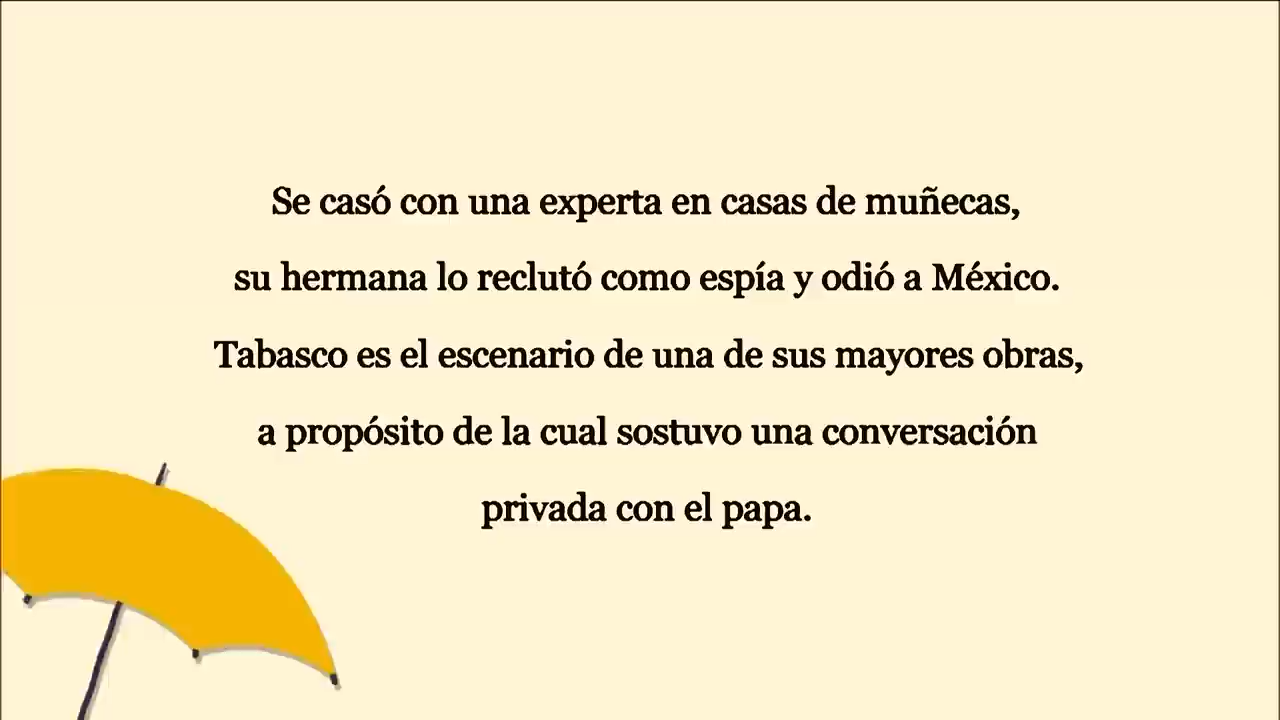 Se casó con una experta en casas de muñecas,
su hermana lo reclutó como espía y odió a México.
Tabasco es el escenario de una de sus mayores obras,
a propósito de la cual sostuvo una conversación
privada con el papa.